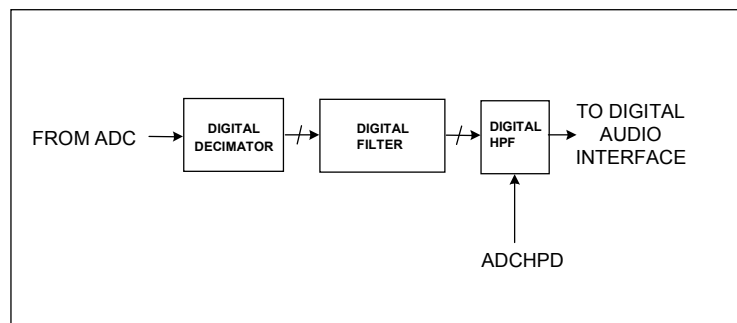 FROM ADC
DIGITAL
DECIMATOR
DIGITAL
FILTER
DIGITAL
HPF
TO DIGITAL
AUDIO
INTERFACE
ADCHPD